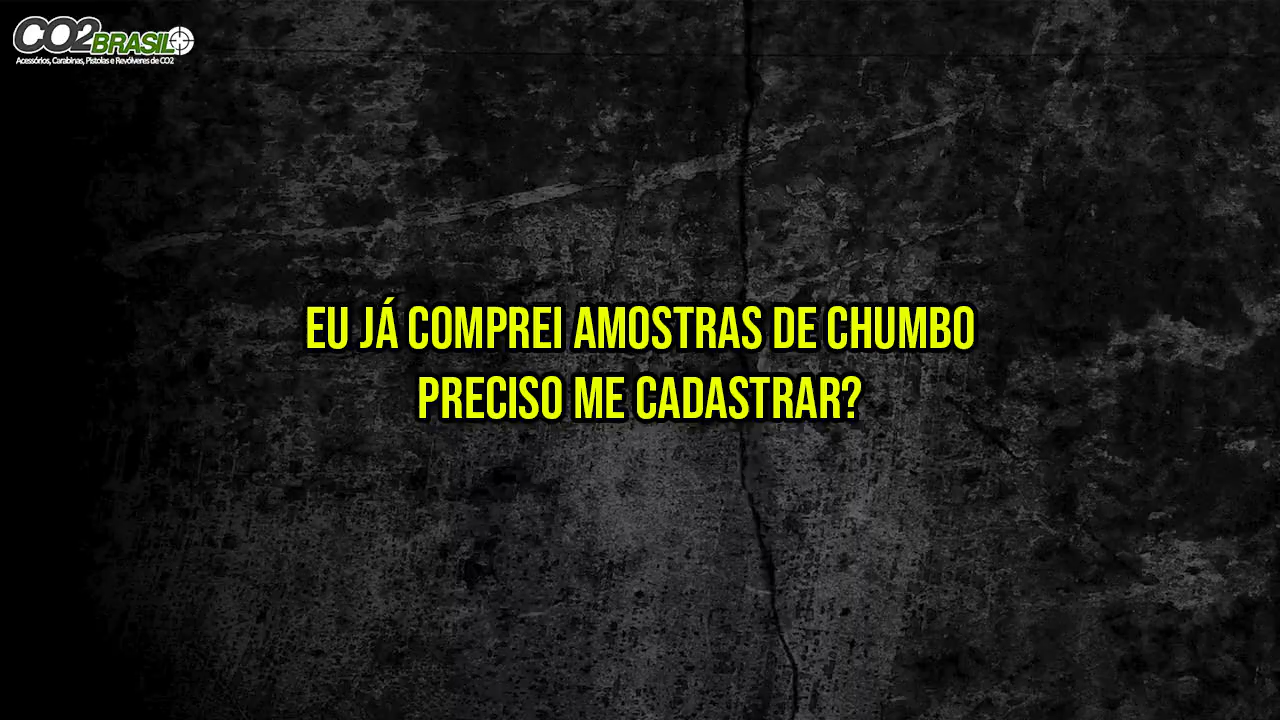 CO2BRASIL
Acessórios, Carabinas, Pistolas e Revólveres de CO2
EU JÁ COMPREI AMOSTRAS DE CHUMBO
PRECISO ME CADASTRAR?